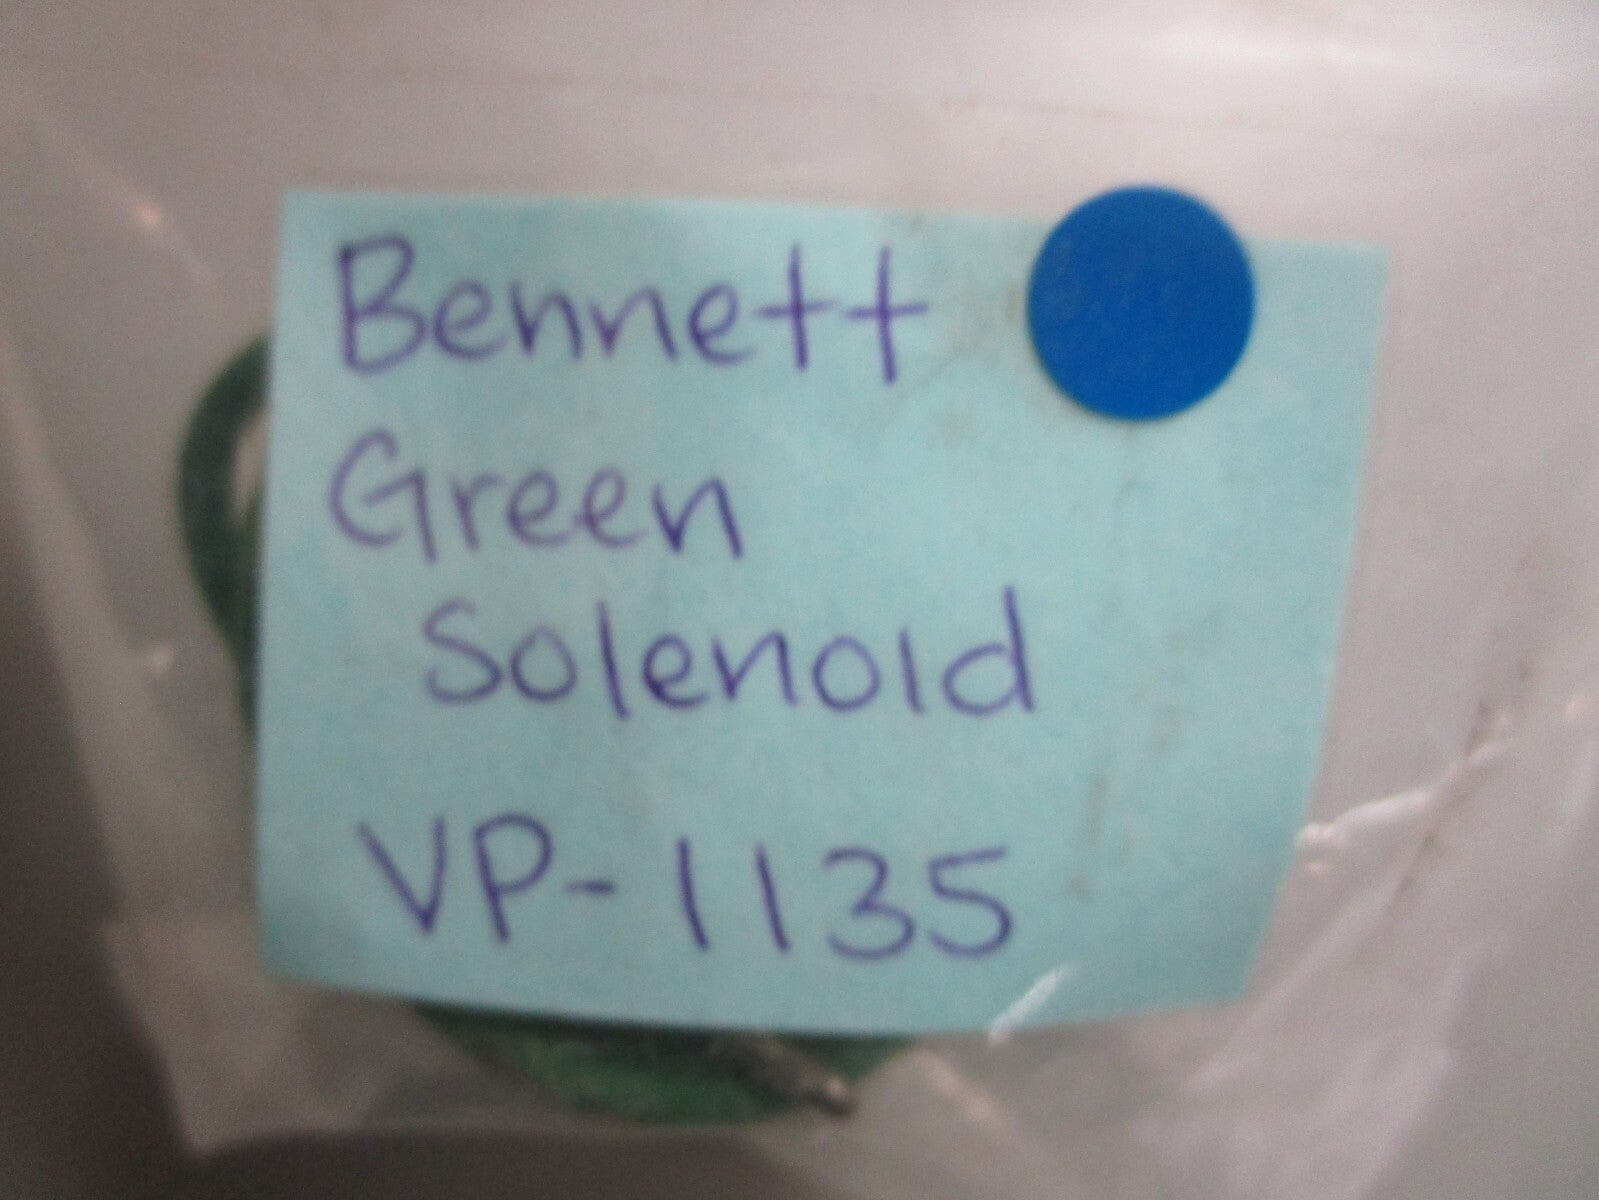 Bennett
Green
Solenoid
VP-1135